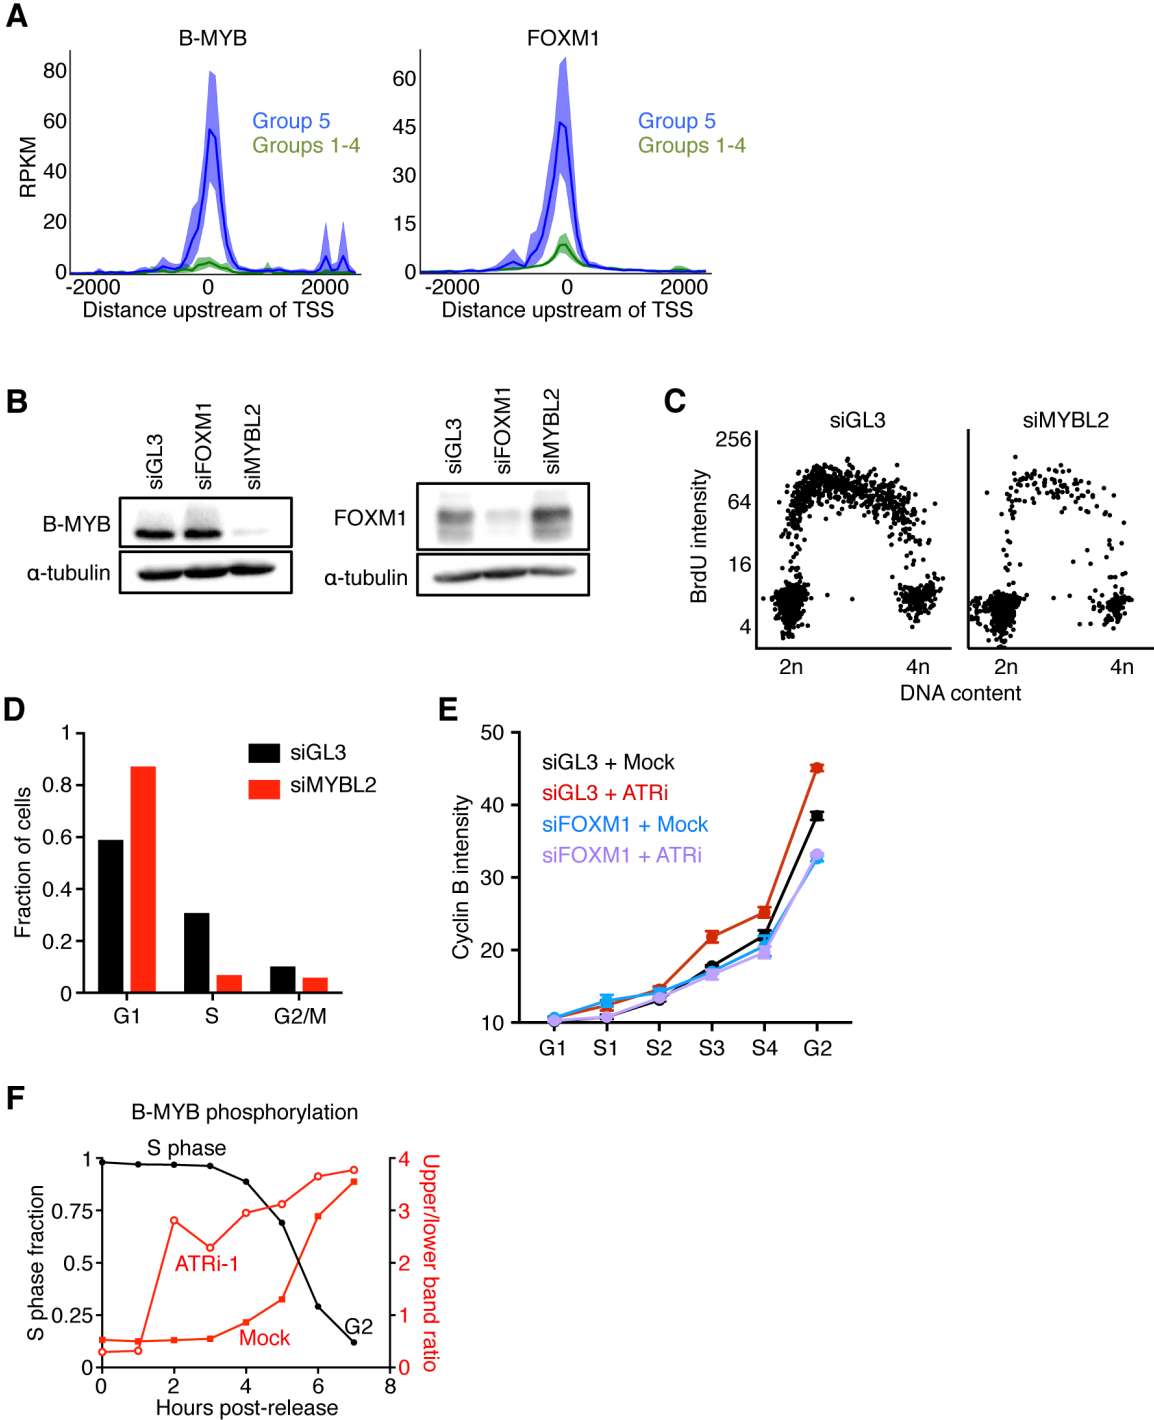 A
B-MYB
FOXM1
80
60
40
20
0
RPKM
Group 5
Groups 1-4
-2000
0
2000
Distance upstream of TSS
60
45
30
15
0
Group 5
Groups 1-4
-2000
0
2000
Distance upstream of TSS
B
siGL3
siFOXM1
siMYBL2
B-MYB
α-tubulin
siGL3
siFOXM1
siMYBL2
FOXM1
α-tubulin
C
siGL3
siMYBL2
256
64
16
4
BrdU intensity
2n
4n
2n
4n
DNA content
D
1
0.8
0.6
0.4
0.2
0
Fraction of cells
siGL3
siMYBL2
G1
S
G2/M
E
50
40
30
20
10
Cyclin B intensity
siGL3 + Mock
siGL3 + ATRi
siFOXM1 + Mock
siFOXM1 + ATRi
G1
S1
S2
S3
S4
G2
F
B-MYB phosphorylation
S phase
1
0.75
0.5
0.25
0
S phase fraction
ATRi-1
Mock
G2
4
3
2
1
0
Upper/lower band ratio
0
2
4
6
8
Hours post-release